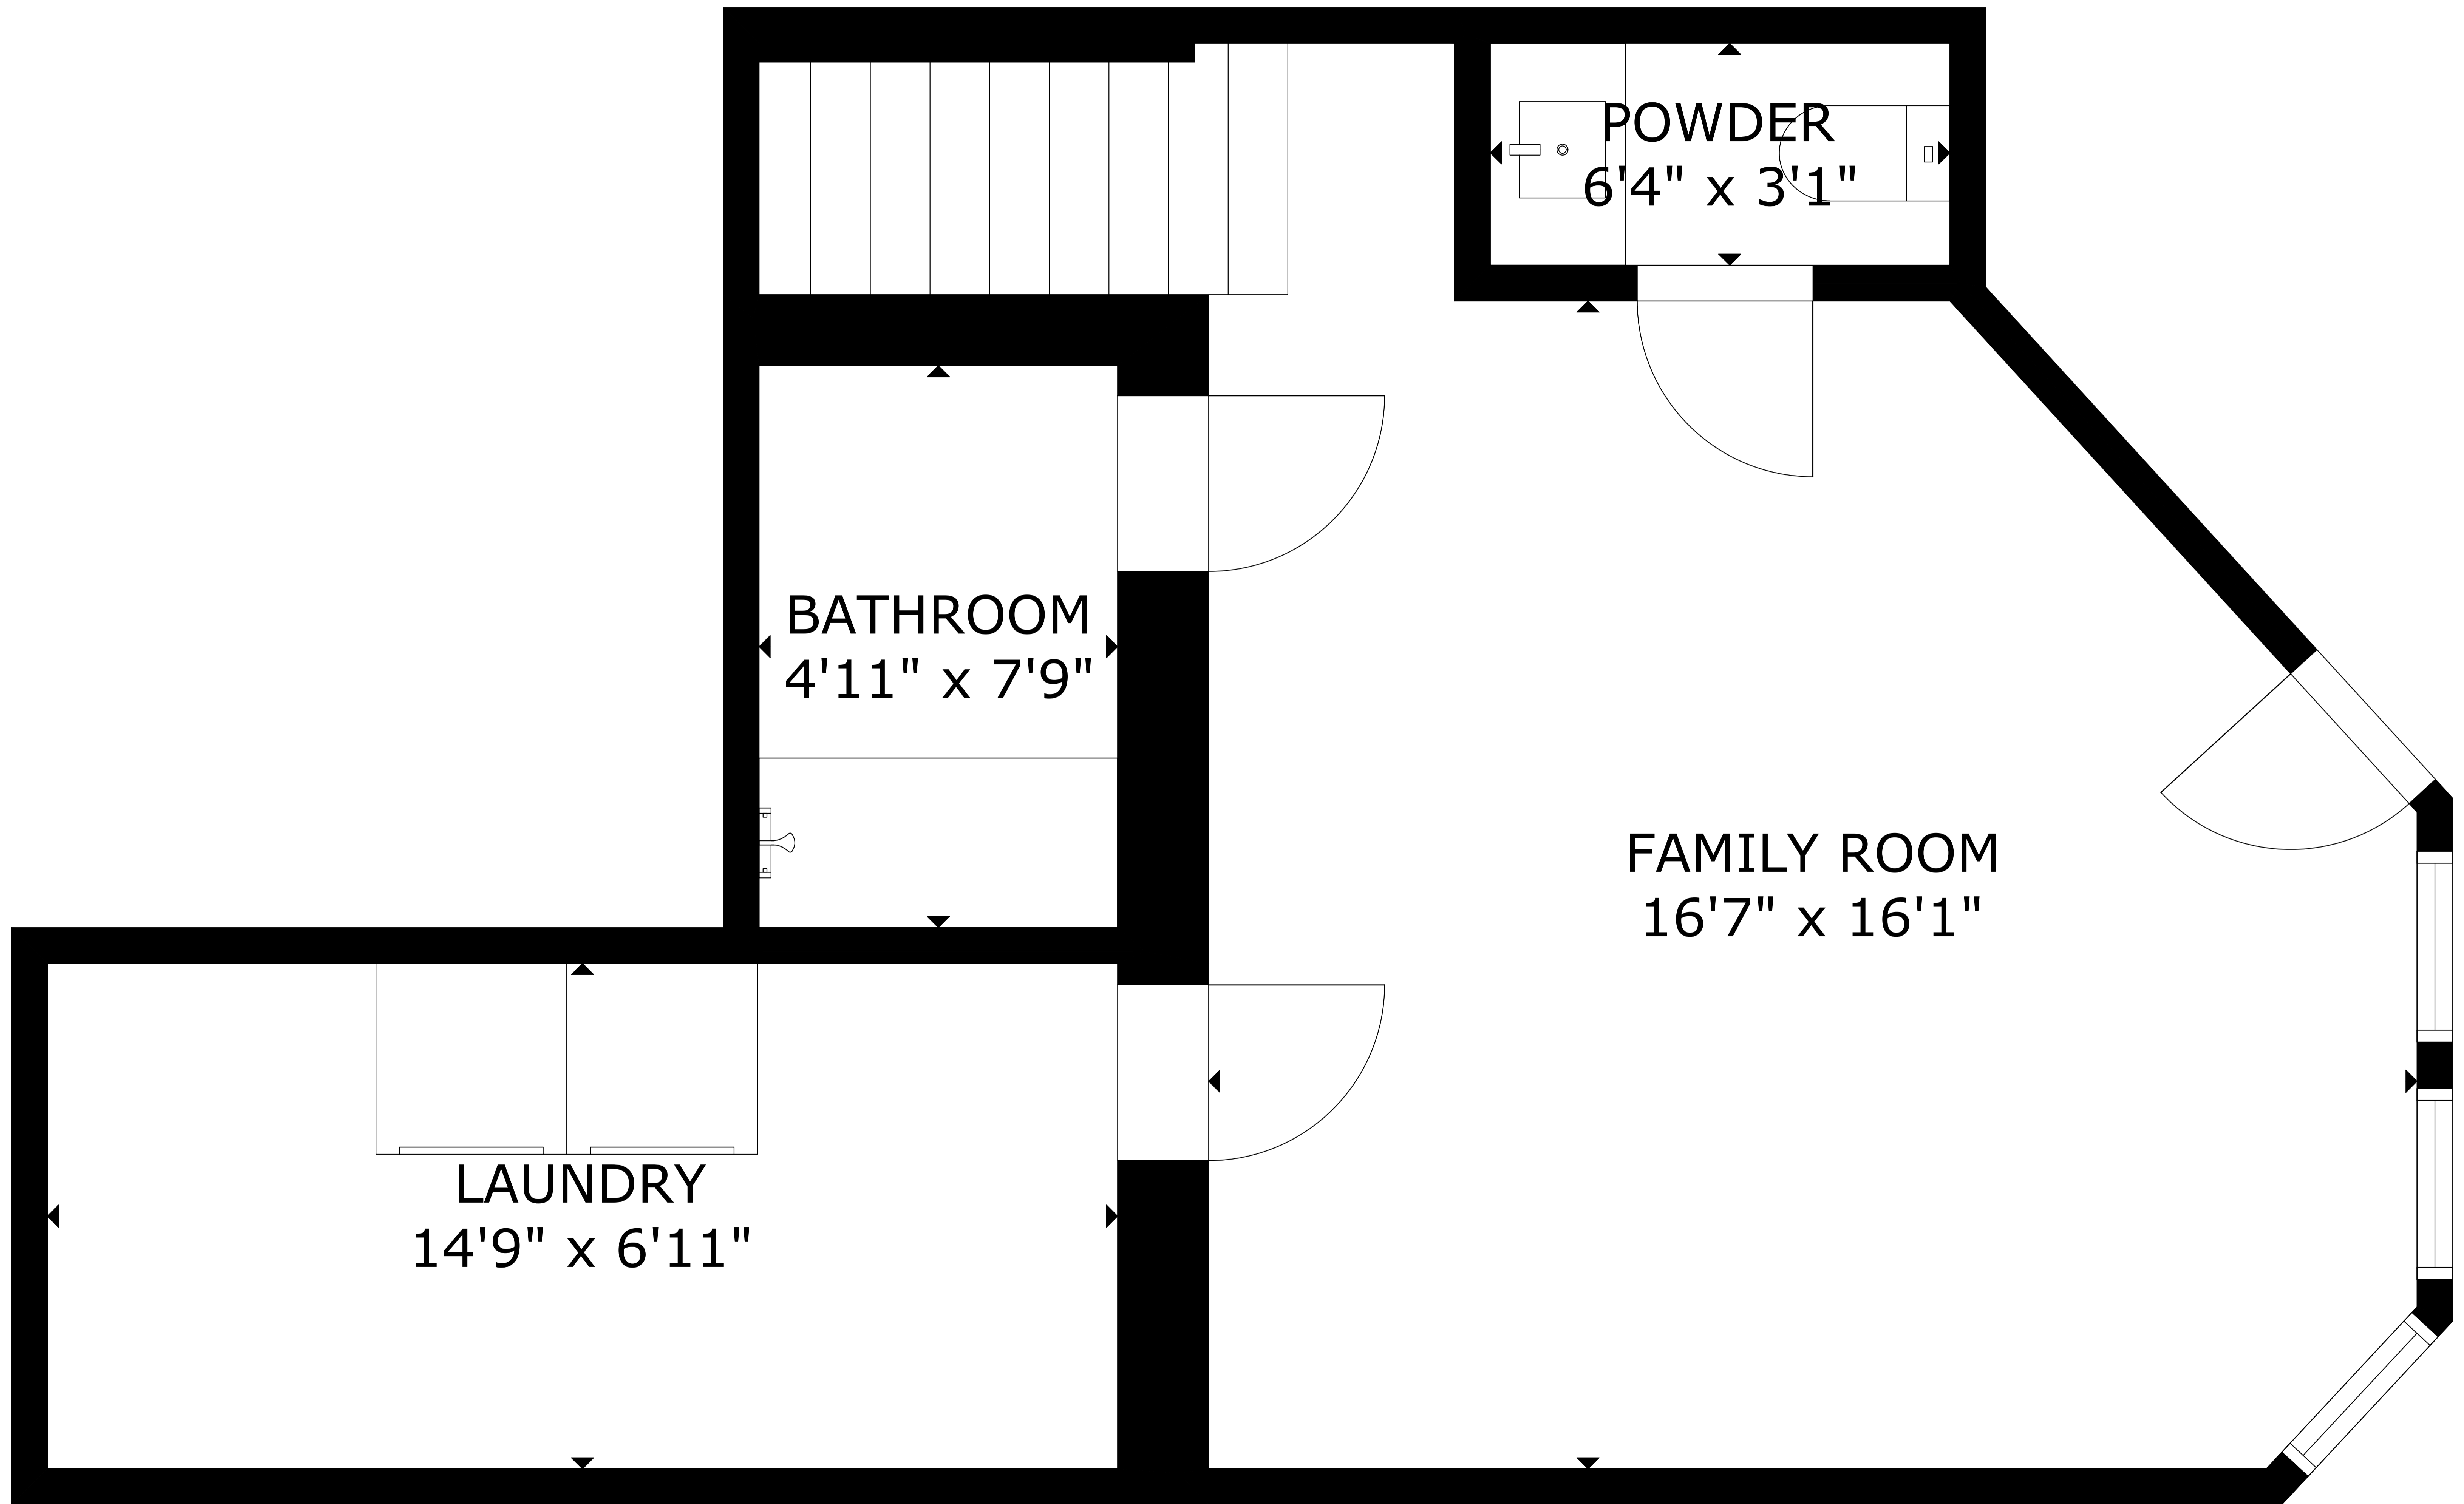 POWDER
6'4" x 3'1"
BATHROOM
4'11" x 7'9"
FAMILY ROOM
16'7" x 16'1"
LAUNDRY
14'9" x 6'11"